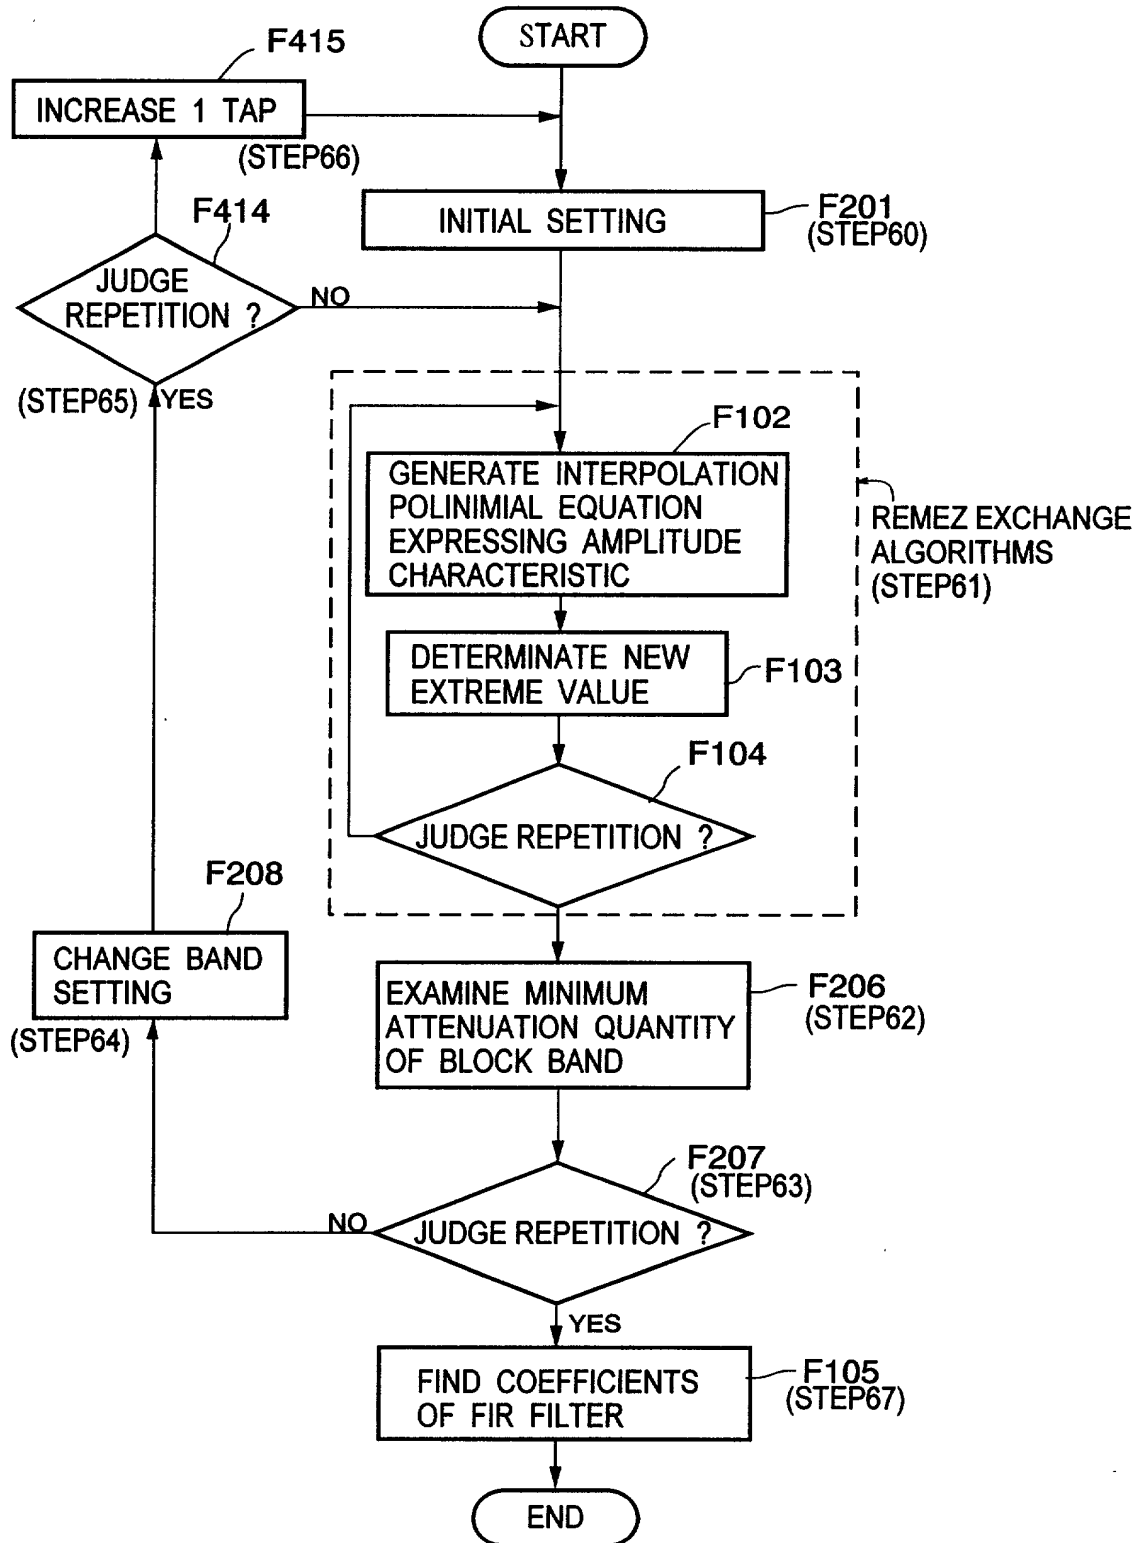 START
F415
INCREASE 1 TAP
(STEP66)
INITIAL SETTING
F201
(STEP60)
F414
JUDGE
REPETITION ?
NO
(STEP65)
YES
F102
GENERATE INTERPOLATION
POLINIMIAL EQUATION
EXPRESSING AMPLITUDE
CHARACTERISTIC
REMEZ EXCHANGE
ALGORITHMS
(STEP61)
DETERMINATE NEW
EXTREME VALUE
F103
F104
JUDGE REPETITION ?
F208
CHANGE BAND
SETTING
(STEP64)
EXAMINE MINIMUM
ATTENUATION QUANTITY
OF BLOCK BAND
F206
(STEP62)
F207
(STEP63)
JUDGE REPETITION ?
NO
YES
FIND COEFFICIENTS
OF FIR FILTER
F105
(STEP67)
END